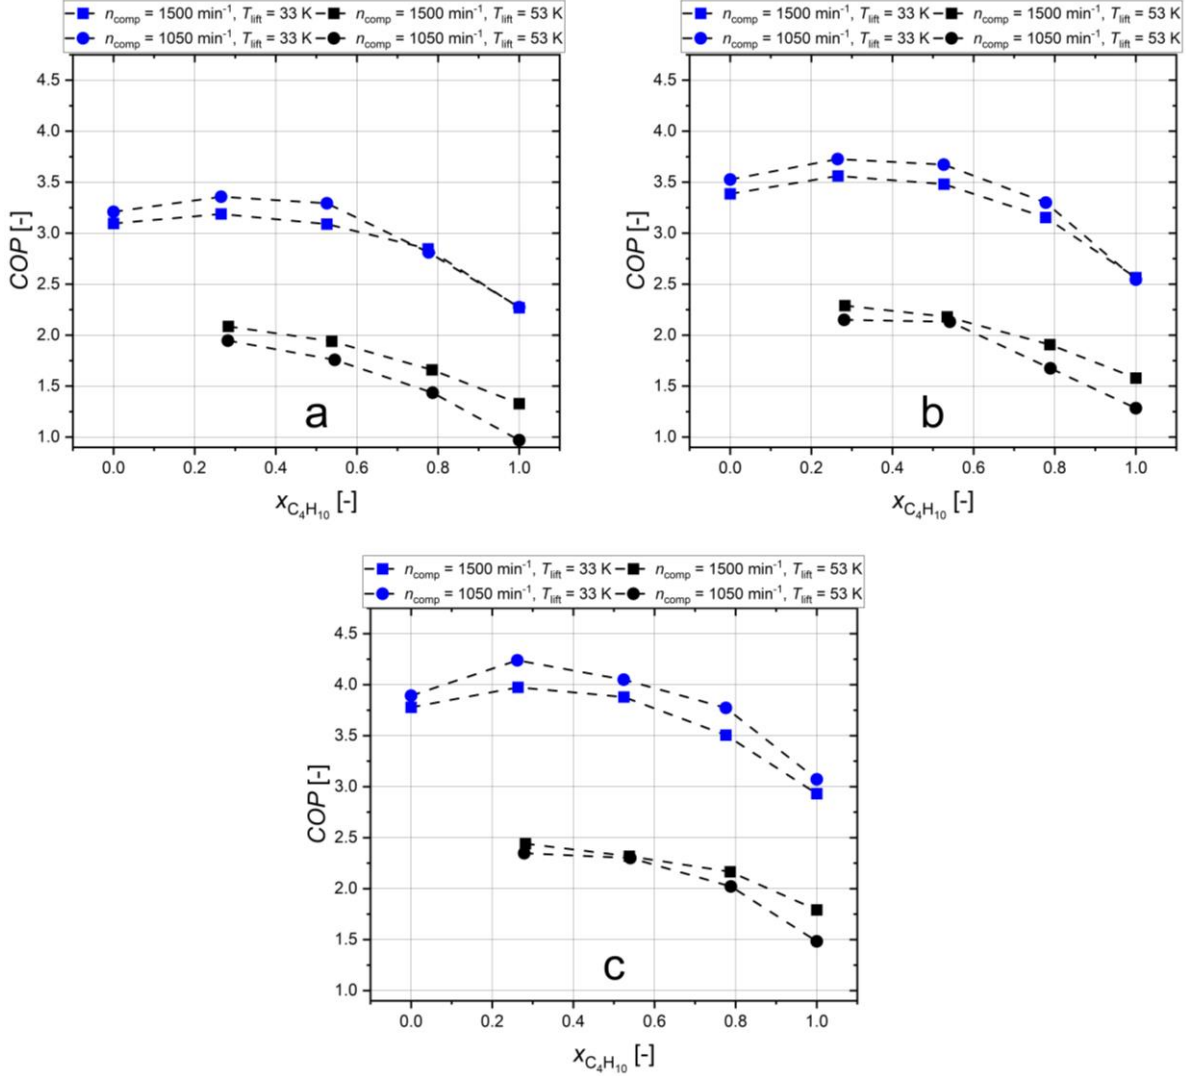 n_comp = 1500 min⁻¹, T_lift = 33 K n_comp = 1500 min⁻¹, T_lift = 53 K
n_comp = 1050 min⁻¹, T_lift = 33 K n_comp = 1050 min⁻¹, T_lift = 53 K
4.5
4.0
3.5
3.0
2.5
2.0
1.5
1.0
COP [-]
a
0.0 0.2 0.4 0.6 0.8 1.0
x_C₄H₁₀ [-]
n_comp = 1500 min⁻¹, T_lift = 33 K n_comp = 1500 min⁻¹, T_lift = 53 K
n_comp = 1050 min⁻¹, T_lift = 33 K n_comp = 1050 min⁻¹, T_lift = 53 K
4.5
4.0
3.5
3.0
2.5
2.0
1.5
1.0
COP [-]
b
0.0 0.2 0.4 0.6 0.8 1.0
x_C₄H₁₀ [-]
n_comp = 1500 min⁻¹, T_lift = 33 K n_comp = 1500 min⁻¹, T_lift = 53 K
n_comp = 1050 min⁻¹, T_lift = 33 K n_comp = 1050 min⁻¹, T_lift = 53 K
4.5
4.0
3.5
3.0
2.5
2.0
1.5
1.0
COP [-]
c
0.0 0.2 0.4 0.6 0.8 1.0
x_C₄H₁₀ [-]